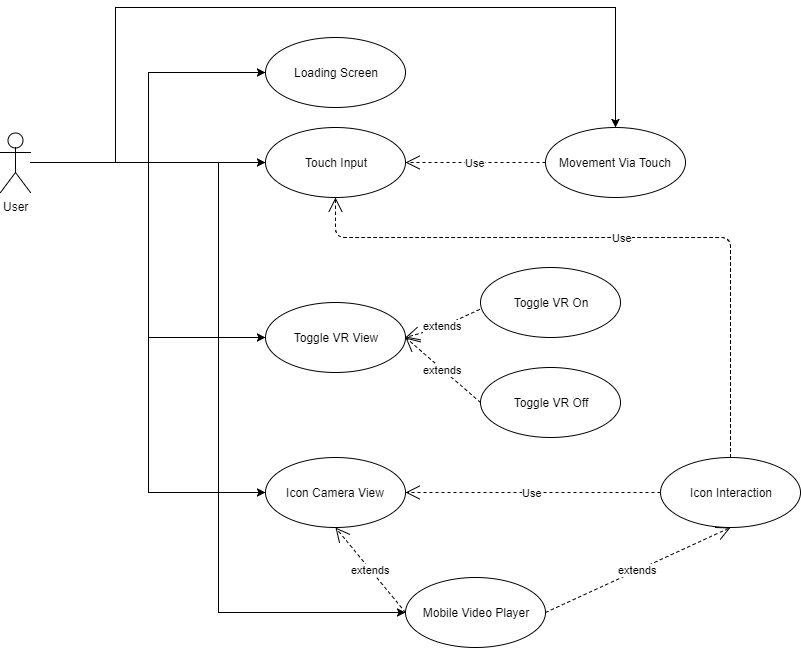 Loading Screen
Touch Input
Use
Movement Via Touch
User
Use
Toggle VR On
extends
Toggle VR View
extends
Toggle VR Off
Icon Camera View
Use
Icon Interaction
extends
extends
Mobile Video Player